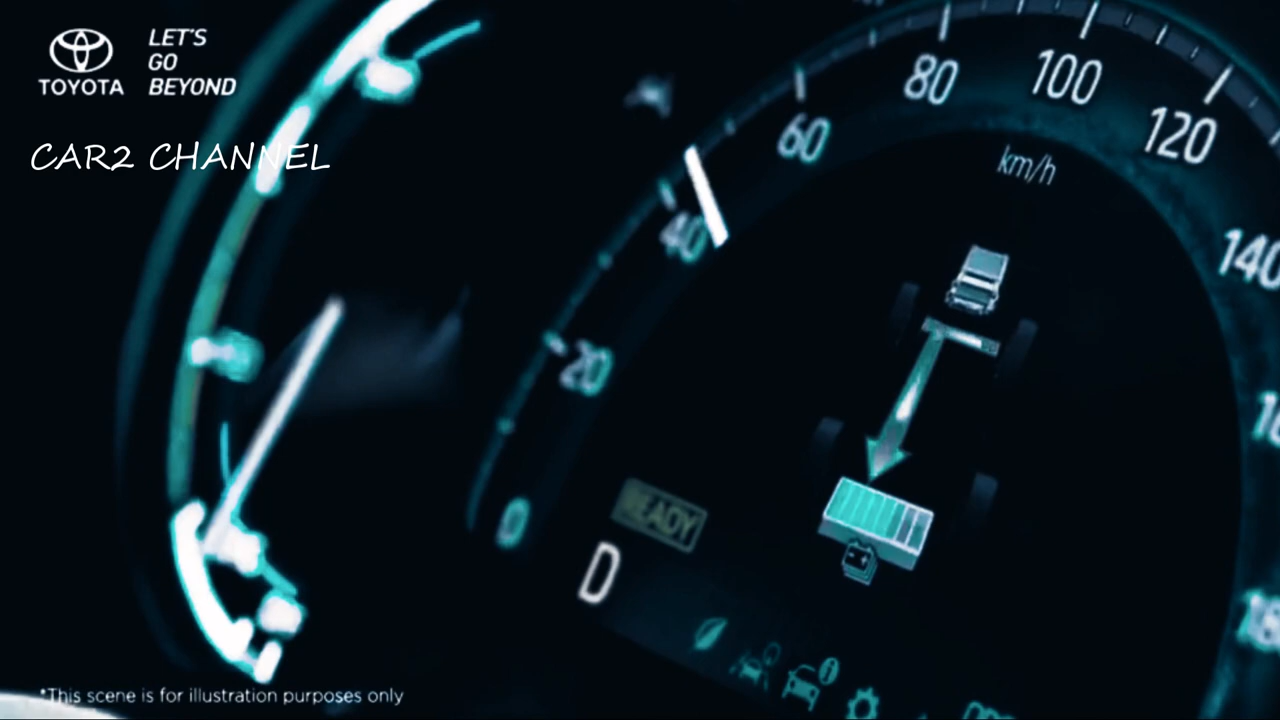 TOYOTA
LET'S
GO
BEYOND
CAR2 CHANNEL
0
20
40
60
80
100
120
140
km/h
READY
D
*This scene is for illustration purposes only